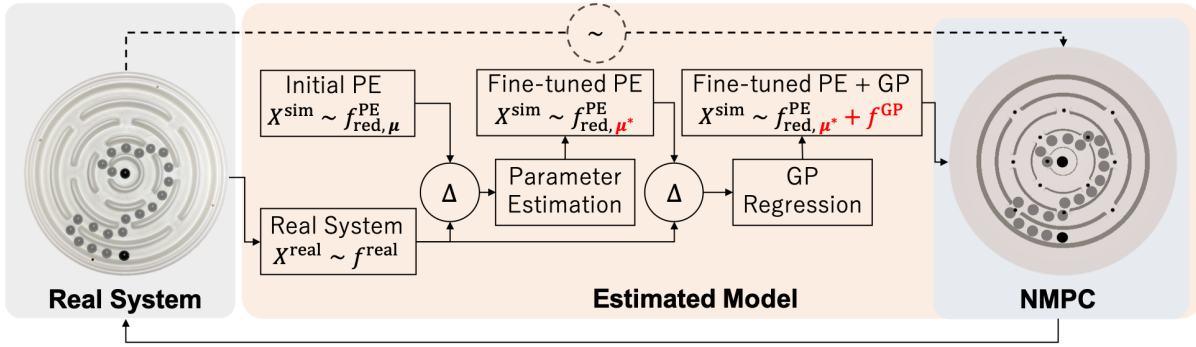 ~
Initial PE
X^sim ~ f^PE_red, μ
Fine-tuned PE
X^sim ~ f^PE_red, μ*
Fine-tuned PE + GP
X^sim ~ f^PE_red, μ* + f^GP
Δ
Parameter
Estimation
Δ
GP
Regression
Real System
X^real ~ f^real
Real System
Estimated Model
NMPC